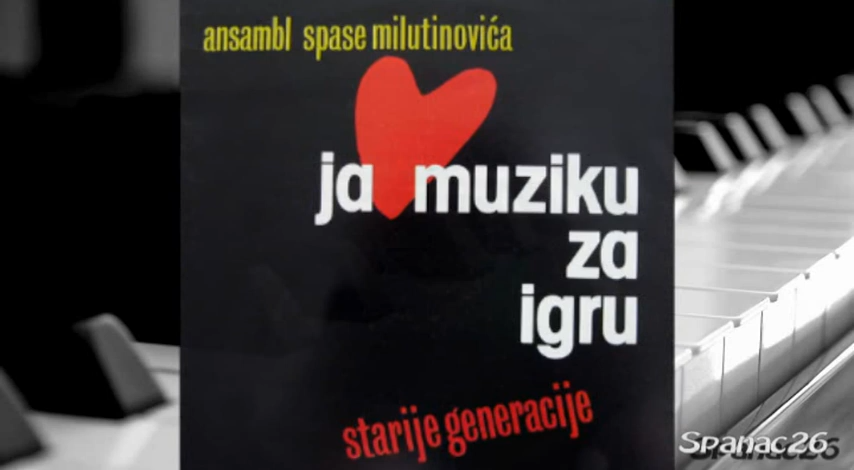 ansambl spase milutinovića
ja muziku
za
igru
starije generacije
Spanac26